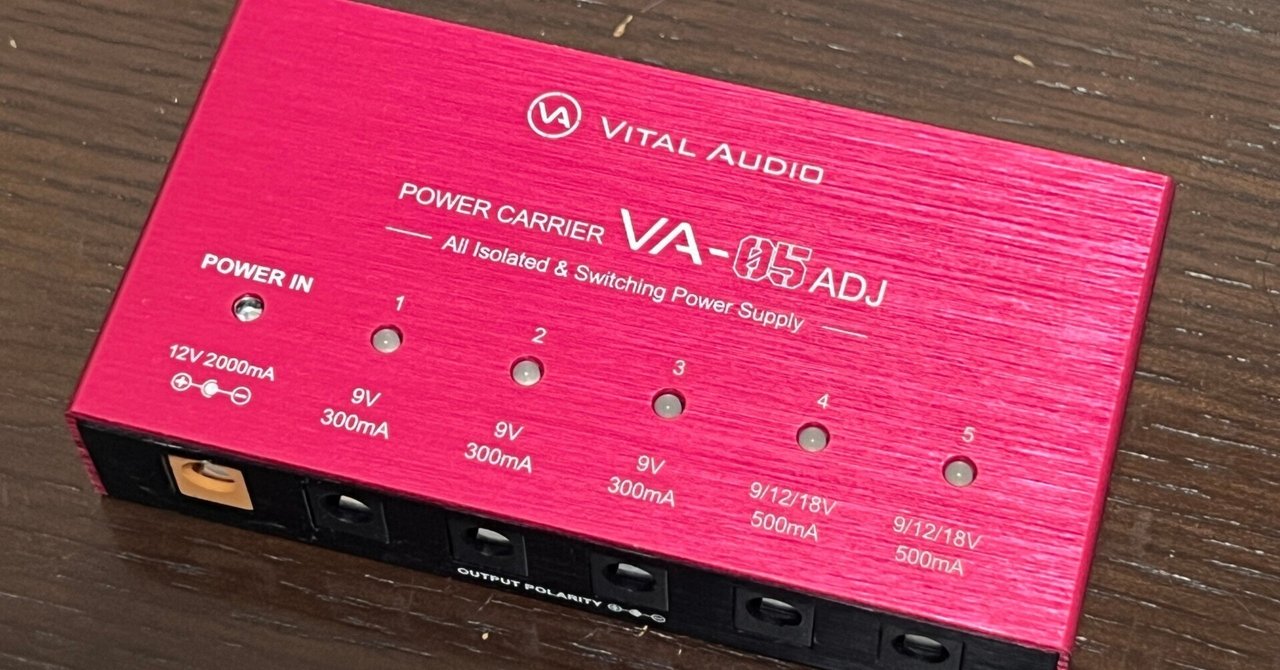 VA VITAL AUDIO
POWER CARRIER VA-05 ADJ
All Isolated & Switching Power Supply
POWER IN
12V 2000mA
1
9V
300mA
2
9V
300mA
3
9V
300mA
4
9/12/18V
500mA
5
9/12/18V
500mA
OUTPUT POLARITY